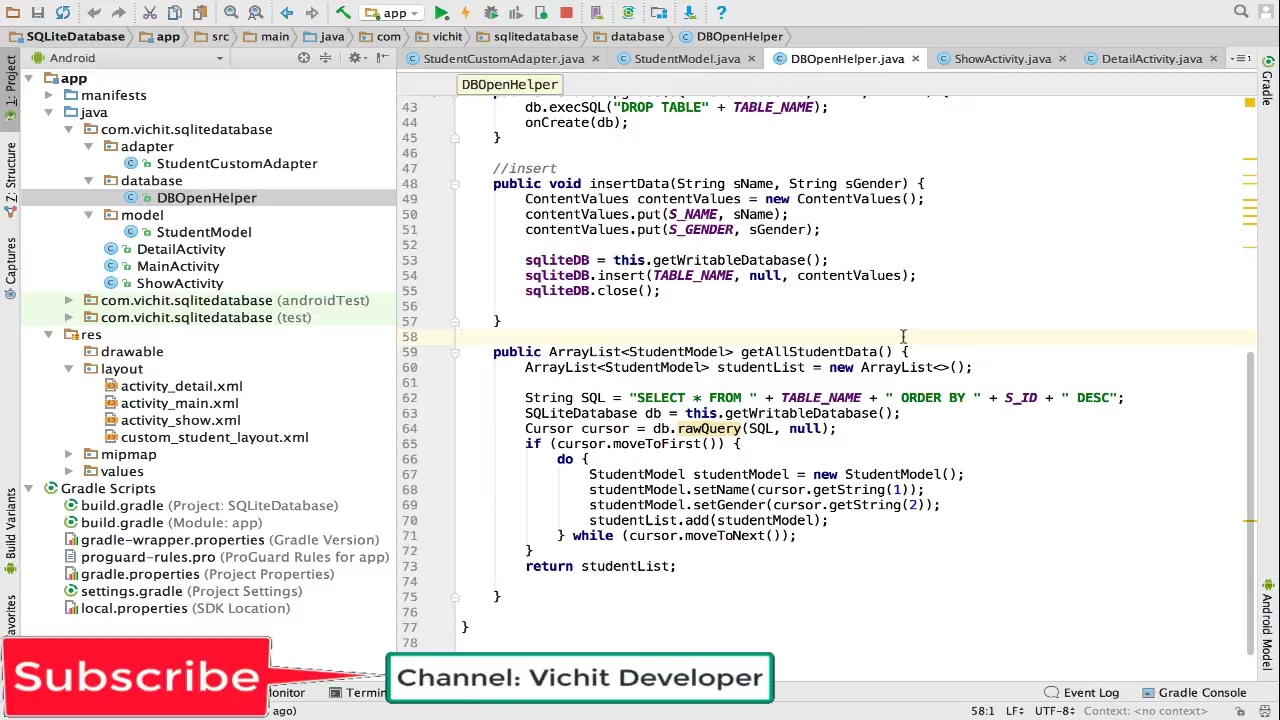 app
SQLiteDatabase app src main java com vichit sqlitedatabase database DBOpenHelper
Android
StudentCustomAdapter.java StudentModel.java DBOpenHelper.java ShowActivity.java DetailActivity.java
DBOpenHelper
1: Project
Z: Structure
Captures
Build Variants
Gradle
Android Model
app
manifests
java
com.vichit.sqlitedatabase
adapter
StudentCustomAdapter
database
DBOpenHelper
model
StudentModel
DetailActivity
MainActivity
ShowActivity
com.vichit.sqlitedatabase (androidTest)
com.vichit.sqlitedatabase (test)
res
drawable
layout
activity_detail.xml
activity_main.xml
activity_show.xml
custom_student_layout.xml
mipmap
values
Gradle Scripts
build.gradle (Project: SQLiteDatabase)
build.gradle (Module: app)
gradle-wrapper.properties (Gradle Version)
proguard-rules.pro (ProGuard Rules for app)
gradle.properties (Project Properties)
settings.gradle (Project Settings)
local.properties (SDK Location)
43 db.execSQL("DROP TABLE" + TABLE_NAME);
44 onCreate(db);
45 }
46
47 //insert
48 public void insertData(String sName, String sGender) {
49 ContentValues contentValues = new ContentValues();
50 contentValues.put(S_NAME, sName);
51 contentValues.put(S_GENDER, sGender);
52
53 sqliteDB = this.getWritableDatabase();
54 sqliteDB.insert(TABLE_NAME, null, contentValues);
55 sqliteDB.close();
56
57 }
58
59 public ArrayList<StudentModel> getAllStudentData() {
60 ArrayList<StudentModel> studentList = new ArrayList<>();
61
62 String SQL = "SELECT * FROM " + TABLE_NAME + " ORDER BY " + S_ID + " DESC";
63 SQLiteDatabase db = this.getWritableDatabase();
64 Cursor cursor = db.rawQuery(SQL, null);
65 if (cursor.moveToFirst()) {
66 do {
67 StudentModel studentModel = new StudentModel();
68 studentModel.setName(cursor.getString(1));
69 studentModel.setGender(cursor.getString(2));
70 studentList.add(studentModel);
71 } while (cursor.moveToNext());
72 }
73 return studentList;
74
75 }
76
77 }
78
Subscribe
Channel: Vichit Developer
Event Log Gradle Console
ago) 58:1 LF UTF-8 Context: <no context>